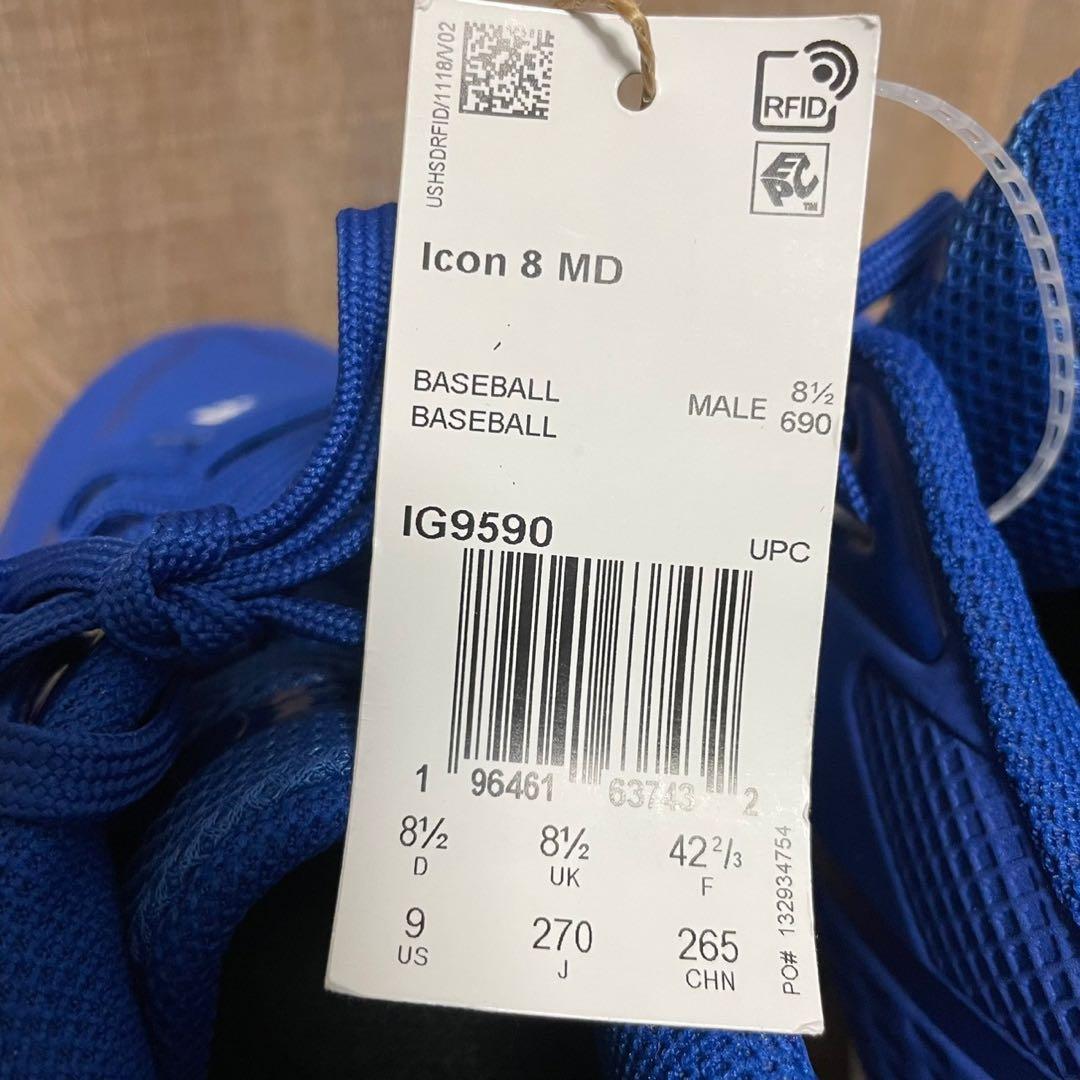 USHSDRFID/1118/V02
RFID
EPC™
Icon 8 MD
BASEBALL
BASEBALL
MALE 8½
690
IG9590
UPC
1 96461 63743 2
8½ 8½ 42⅔
D UK F
9 270 265
US J CHN
PO# 132934754